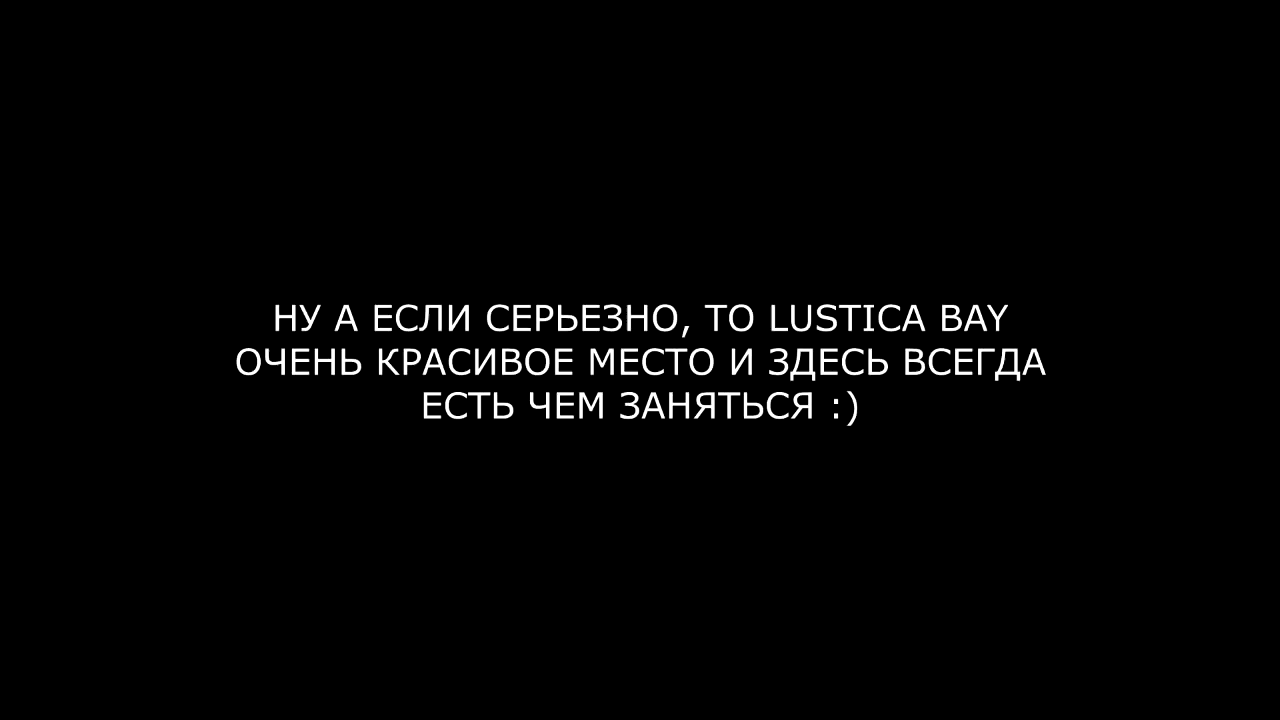 НУ А ЕСЛИ СЕРЬЕЗНО, ТО LUSTICA BAY
ОЧЕНЬ КРАСИВОЕ МЕСТО И ЗДЕСЬ ВСЕГДА
ЕСТЬ ЧЕМ ЗАНЯТЬСЯ :)